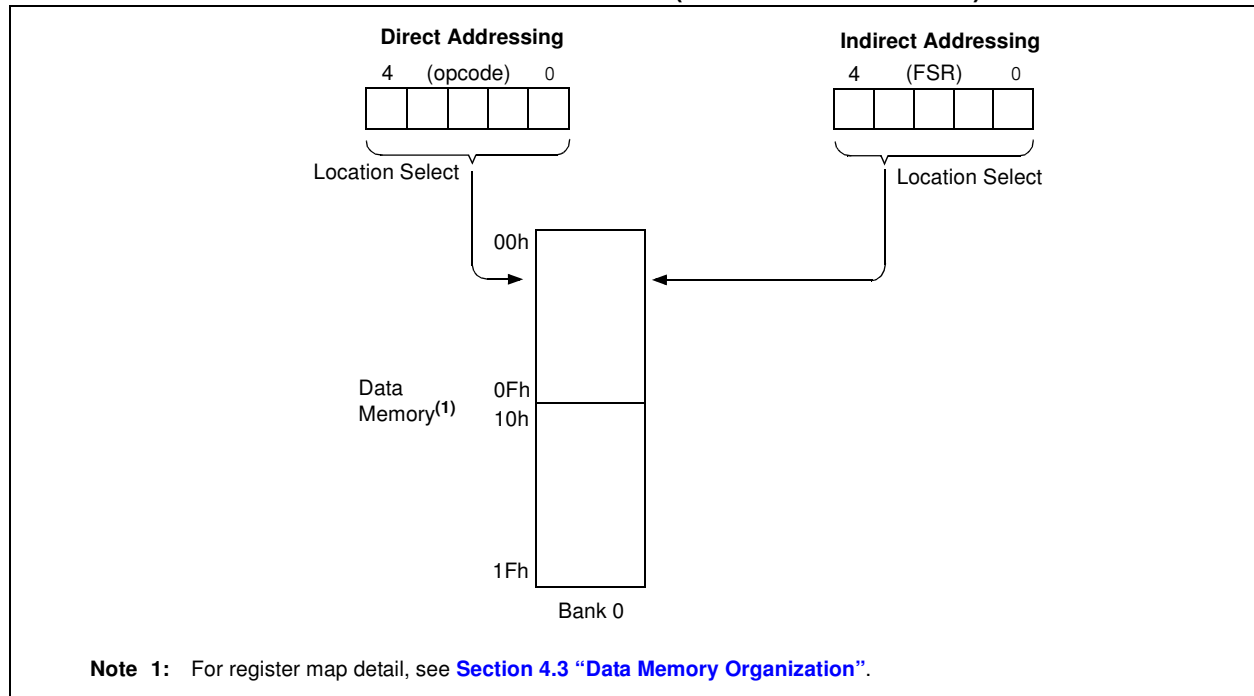 Direct Addressing
4 (opcode) 0
Location Select
Indirect Addressing
4 (FSR) 0
Location Select
00h
Data
Memory(1)
0Fh
10h
1Fh
Bank 0
Note 1: For register map detail, see Section 4.3 “Data Memory Organization”.